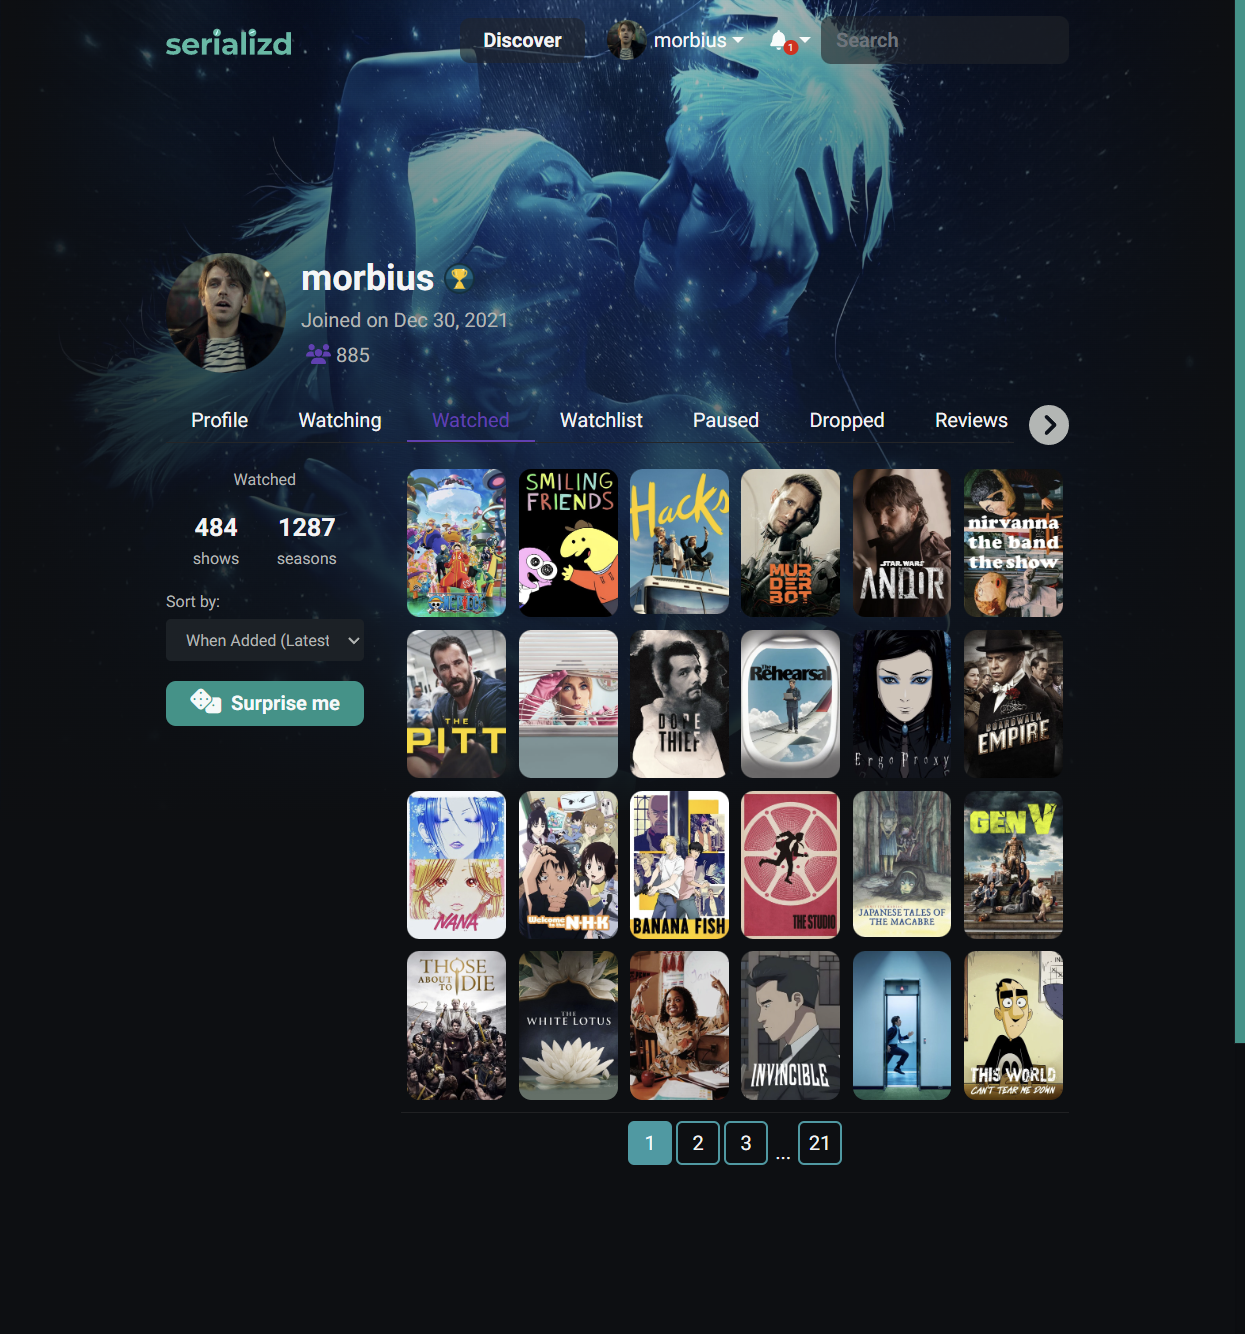 serializd
Discover
morbius
1
Search
morbius
Joined on Dec 30, 2021
885
Profile
Watching
Watched
Watchlist
Paused
Dropped
Reviews
Watched
484
shows
1287
seasons
Sort by:
When Added (Latest
Surprise me
ONE PIECE
SMILING
FRIENDS
Hacks
MUR
DER
BOT
STAR WARS
ANDOR
nirvanna
the band
the show
THE
PITT
DOPE
THIEF
The
Rehearsal
Ergo Proxy
BOARDWALK
EMPIRE
NANA
Welcome
to the
N·H·K
BANANA FISH
THE STUDIO
JAPANESE TALES OF
THE MACABRE
GEN V
THOSE
ABOUT TO
DIE
THE
WHITE LOTUS
INVINCIBLE
THIS WORLD
CAN'T TEAR ME DOWN
1
2
3
...
21